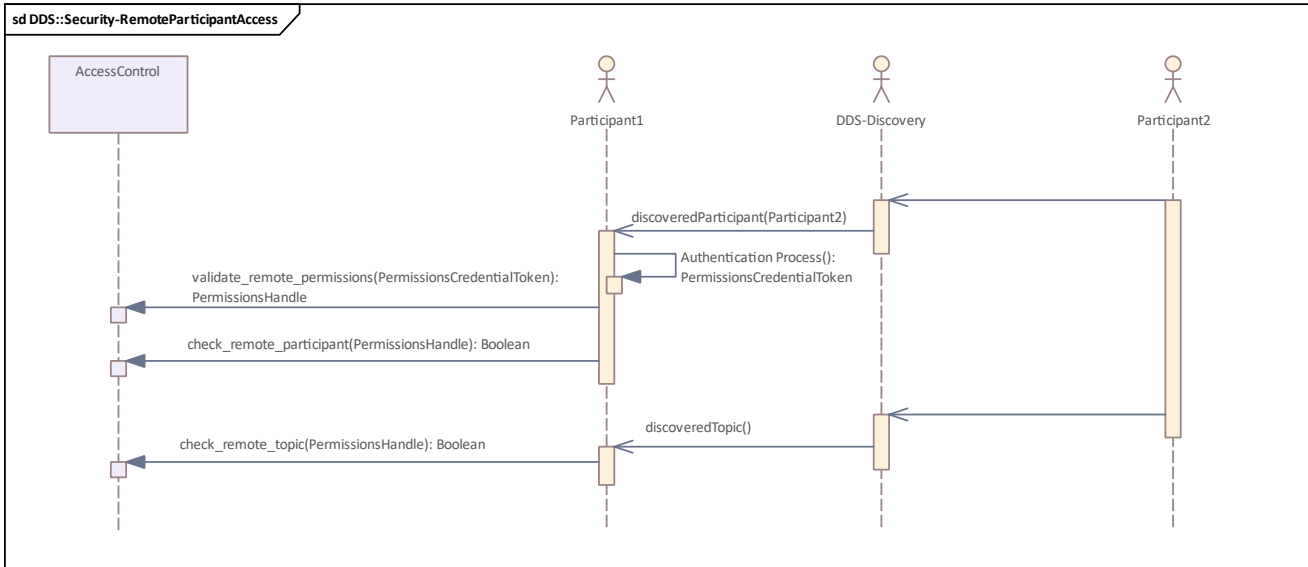 sd DDS::Security-RemoteParticipantAccess
AccessControl
Participant1
DDS-Discovery
Participant2
discoveredParticipant(Participant2)
Authentication Process():
PermissionsCredentialToken
validate_remote_permissions(PermissionsCredentialToken):
PermissionsHandle
check_remote_participant(PermissionsHandle): Boolean
discoveredTopic()
check_remote_topic(PermissionsHandle): Boolean